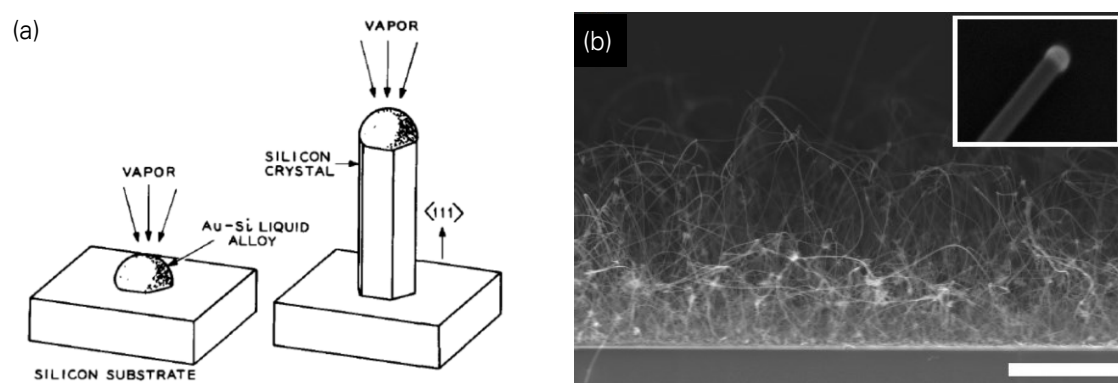 (a)
VAPOR
Au-Si LIQUID
ALLOY
SILICON SUBSTRATE
VAPOR
SILICON
CRYSTAL
⟨111⟩
(b)